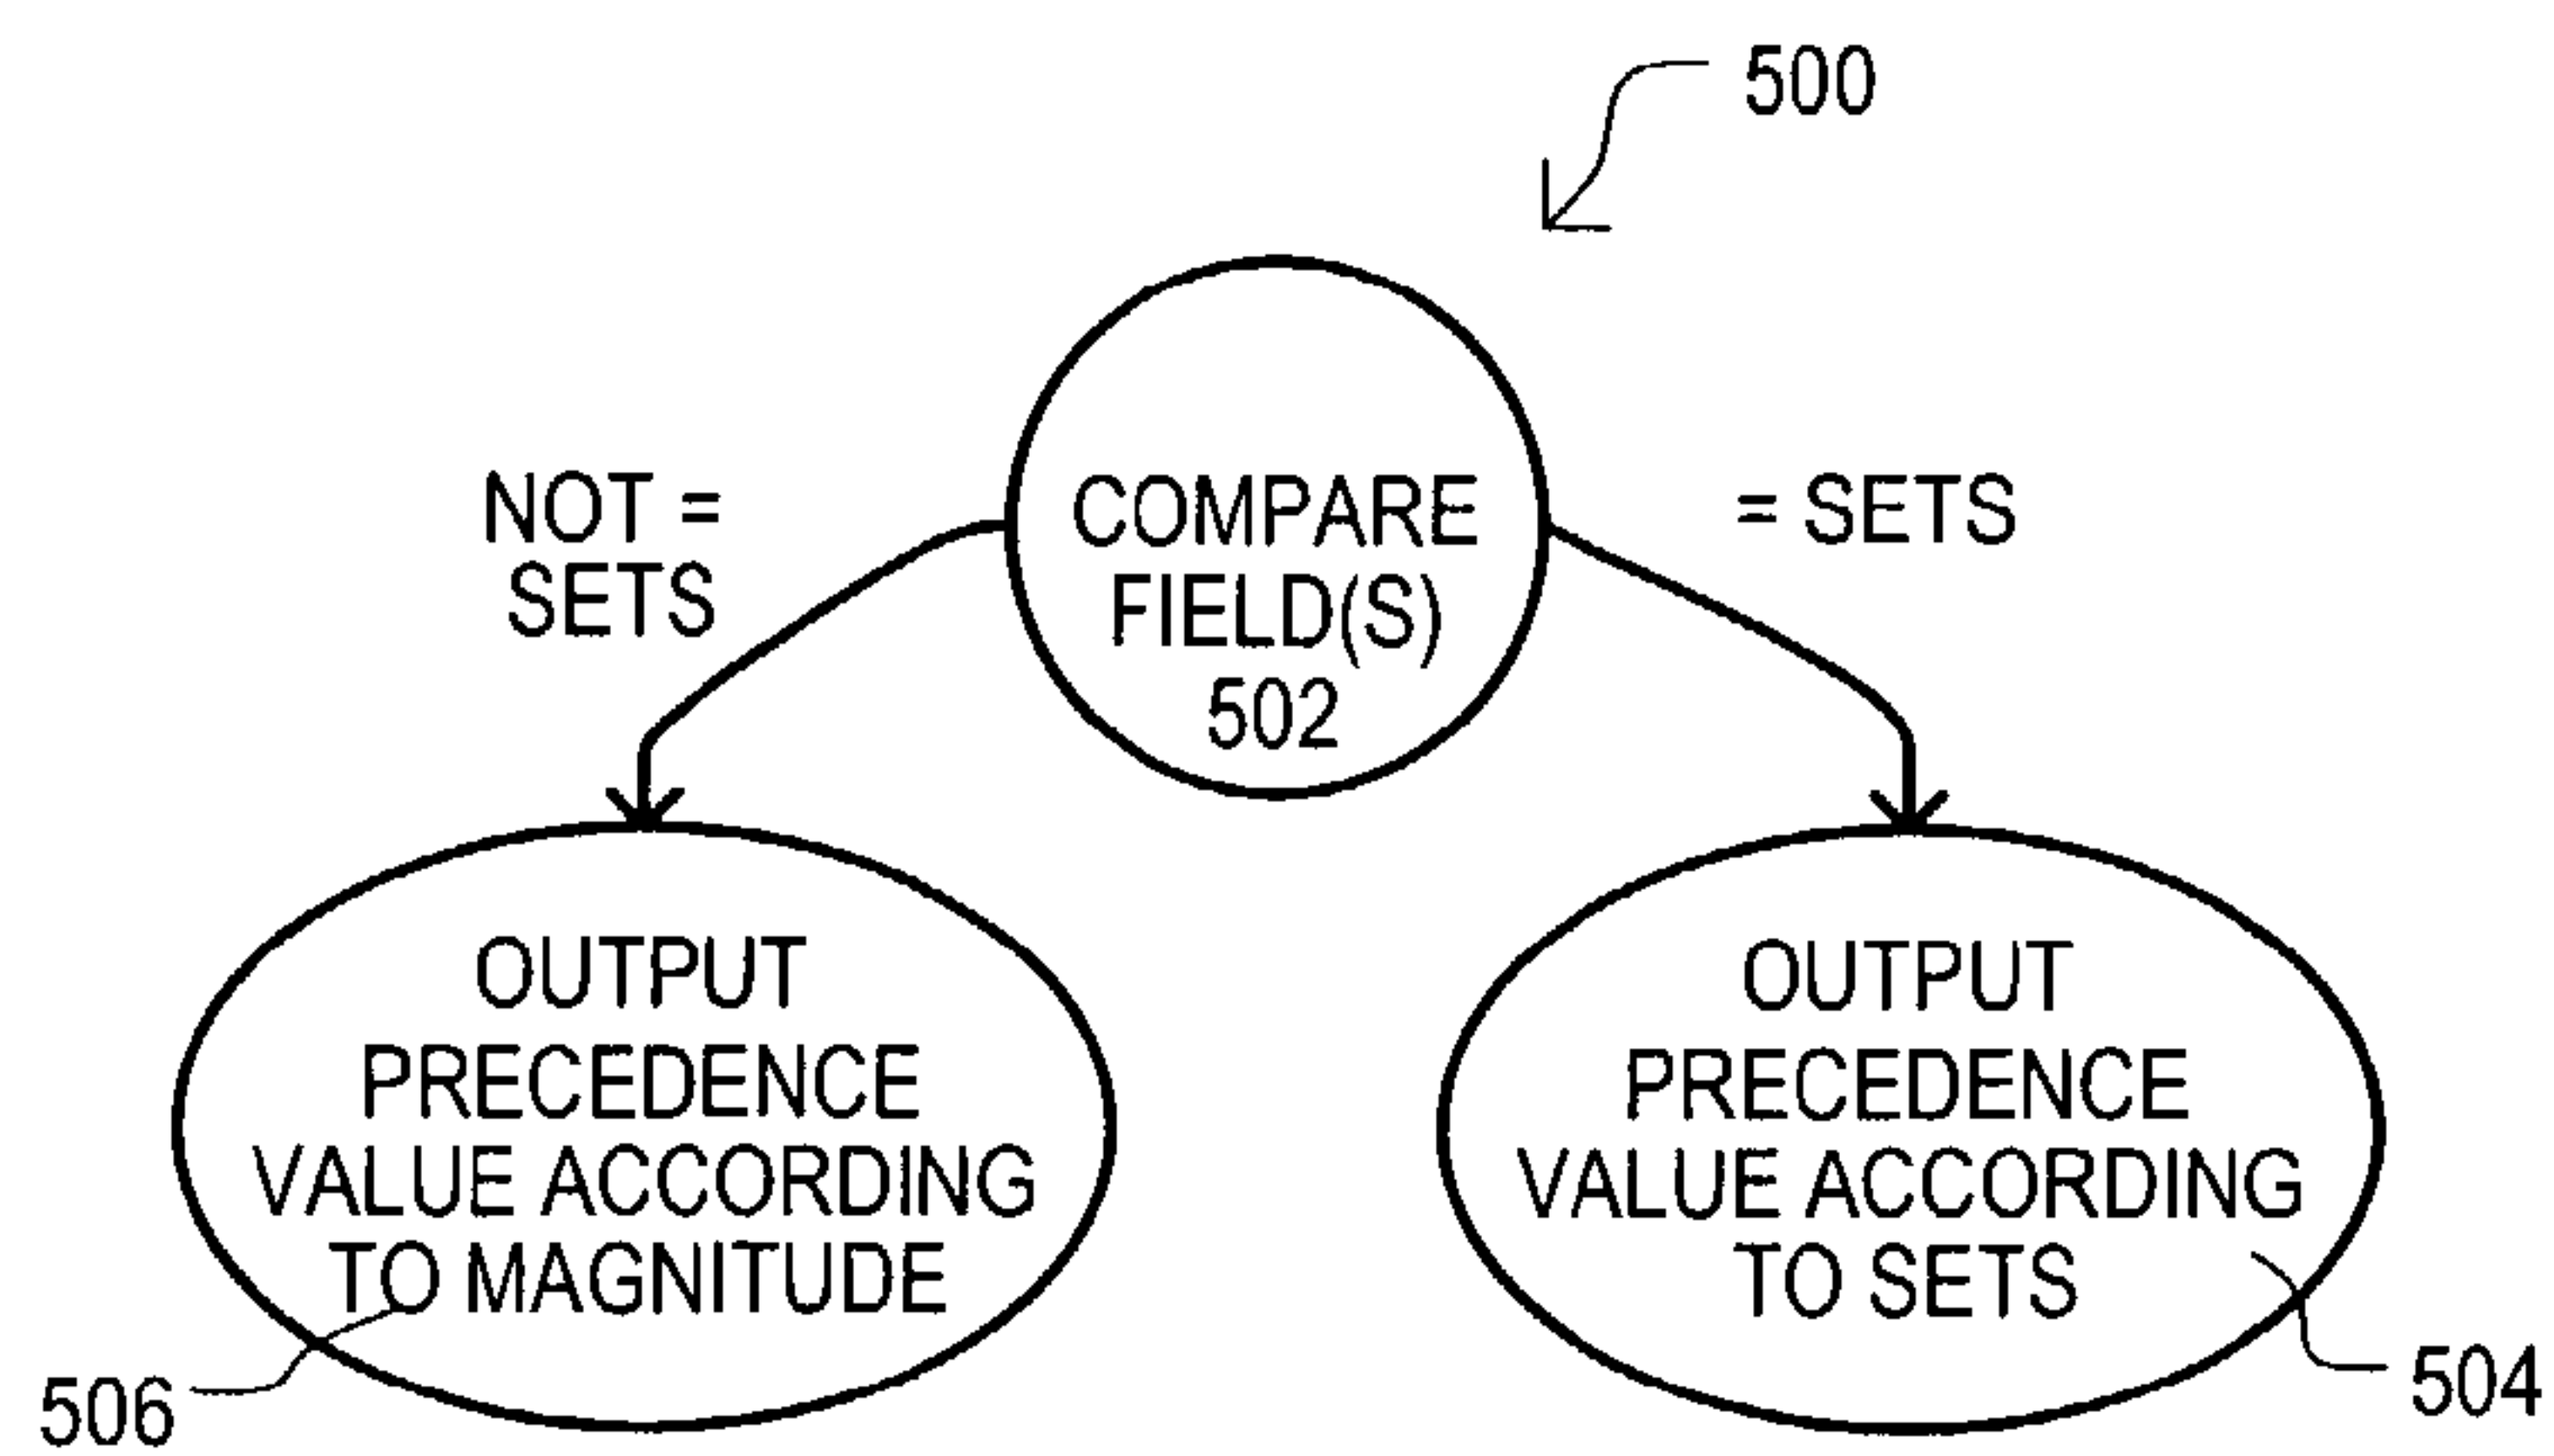 500
NOT =
SETS
COMPARE
FIELD(S)
502
= SETS
OUTPUT
PRECEDENCE
VALUE ACCORDING
TO MAGNITUDE
506
OUTPUT
PRECEDENCE
VALUE ACCORDING
TO SETS
504